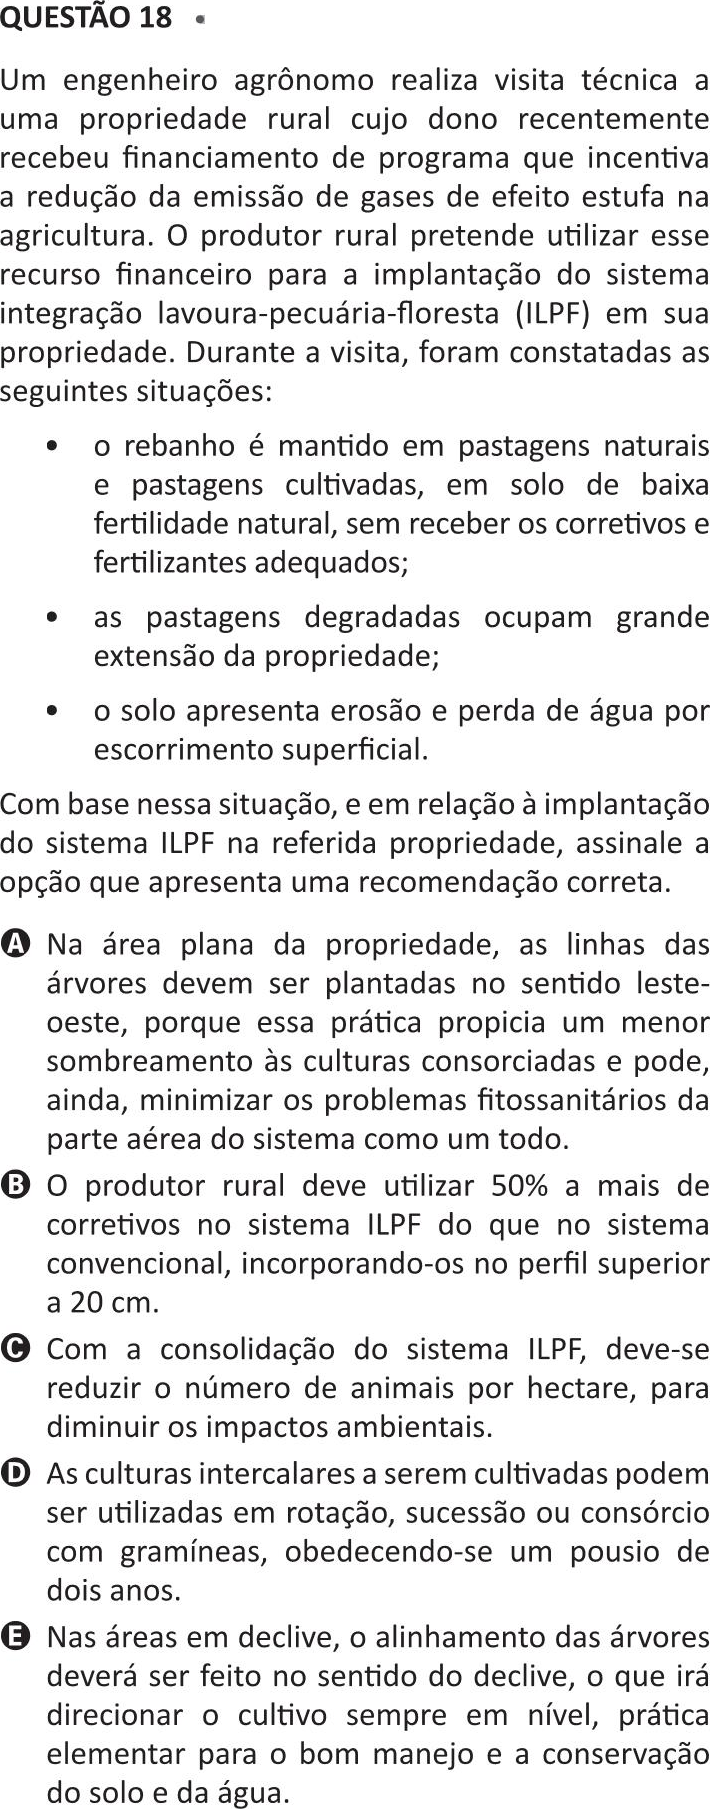 QUESTÃO 18
Um engenheiro agrônomo realiza visita técnica a
uma propriedade rural cujo dono recentemente
recebeu financiamento de programa que incentiva
a redução da emissão de gases de efeito estufa na
agricultura. O produtor rural pretende utilizar esse
recurso financeiro para a implantação do sistema
integração lavoura-pecuária-floresta (ILPF) em sua
propriedade. Durante a visita, foram constatadas as
seguintes situações:
• o rebanho é mantido em pastagens naturais
e pastagens cultivadas, em solo de baixa
fertilidade natural, sem receber os corretivos e
fertilizantes adequados;
• as pastagens degradadas ocupam grande
extensão da propriedade;
• o solo apresenta erosão e perda de água por
escorrimento superficial.
Com base nessa situação, e em relação à implantação
do sistema ILPF na referida propriedade, assinale a
opção que apresenta uma recomendação correta.
A Na área plana da propriedade, as linhas das
árvores devem ser plantadas no sentido leste-
oeste, porque essa prática propicia um menor
sombreamento às culturas consorciadas e pode,
ainda, minimizar os problemas fitossanitários da
parte aérea do sistema como um todo.
B O produtor rural deve utilizar 50% a mais de
corretivos no sistema ILPF do que no sistema
convencional, incorporando-os no perfil superior
a 20 cm.
C Com a consolidação do sistema ILPF, deve-se
reduzir o número de animais por hectare, para
diminuir os impactos ambientais.
D As culturas intercalares a serem cultivadas podem
ser utilizadas em rotação, sucessão ou consórcio
com gramíneas, obedecendo-se um pousio de
dois anos.
E Nas áreas em declive, o alinhamento das árvores
deverá ser feito no sentido do declive, o que irá
direcionar o cultivo sempre em nível, prática
elementar para o bom manejo e a conservação
do solo e da água.